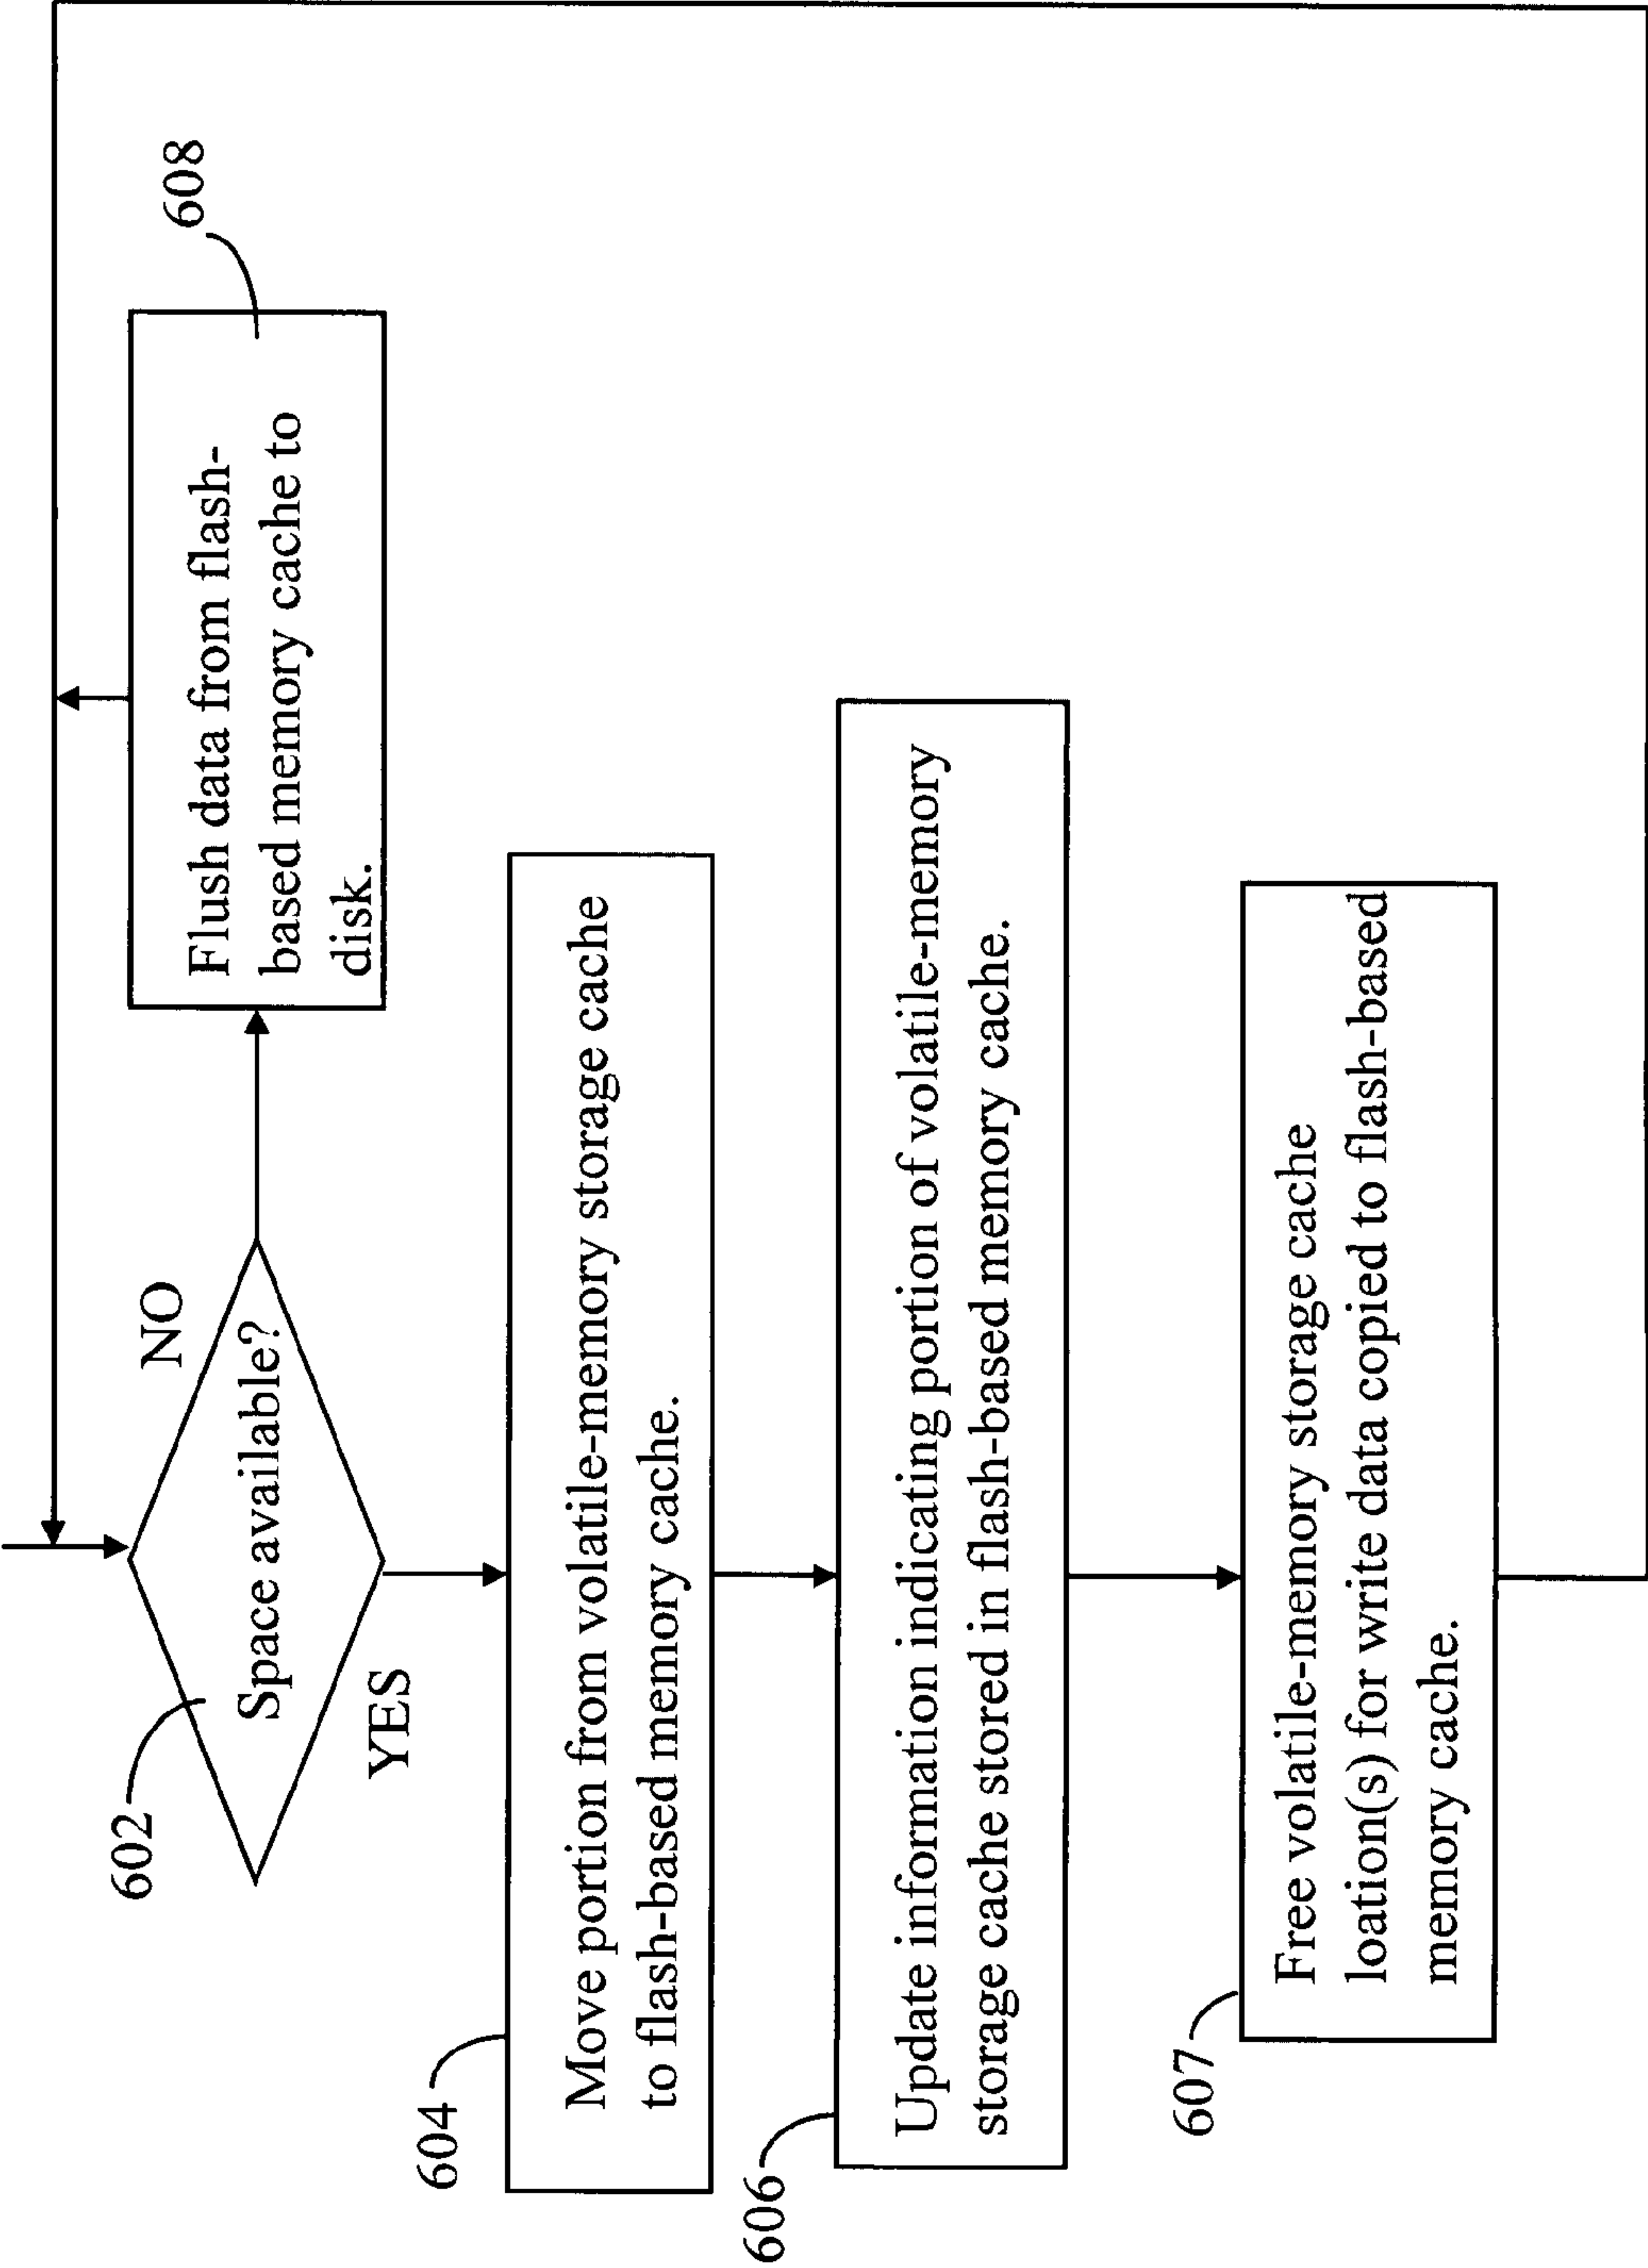 602
Space available?
NO
YES
608
Flush data from flash-
based memory cache to
disk.
604
Move portion from volatile-memory storage cache
to flash-based memory cache.
606
Update information indicating portion of volatile-memory
storage cache stored in flash-based memory cache.
607
Free volatile-memory storage cache
loation(s) for write data copied to flash-based
memory cache.